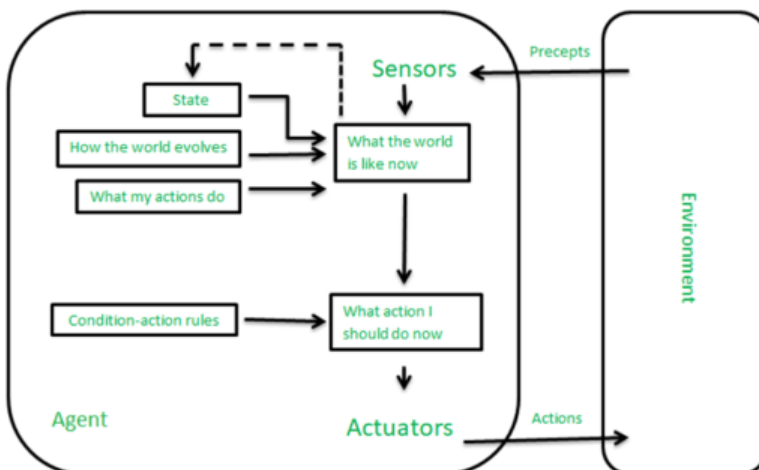 Sensors
Precepts
State
How the world evolves
What the world
is like now
What my actions do
Environment
Condition-action rules
What action I
should do now
Agent
Actuators
Actions